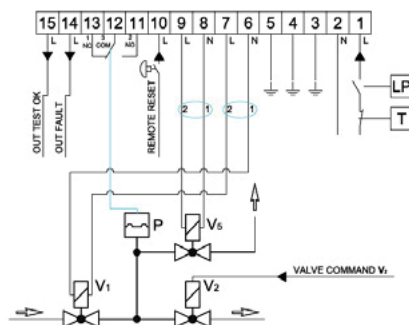 15 14 13 12 11 10 9 8 7 6 5 4 3 2 1
L L 1 3 2 L L N L N N L
NC COM NO
OUT TEST OK
OUT FAULT
REMOTE RESET
2 1 2 1
LP
T
P
V5
V1
V2
VALVE COMMAND V2